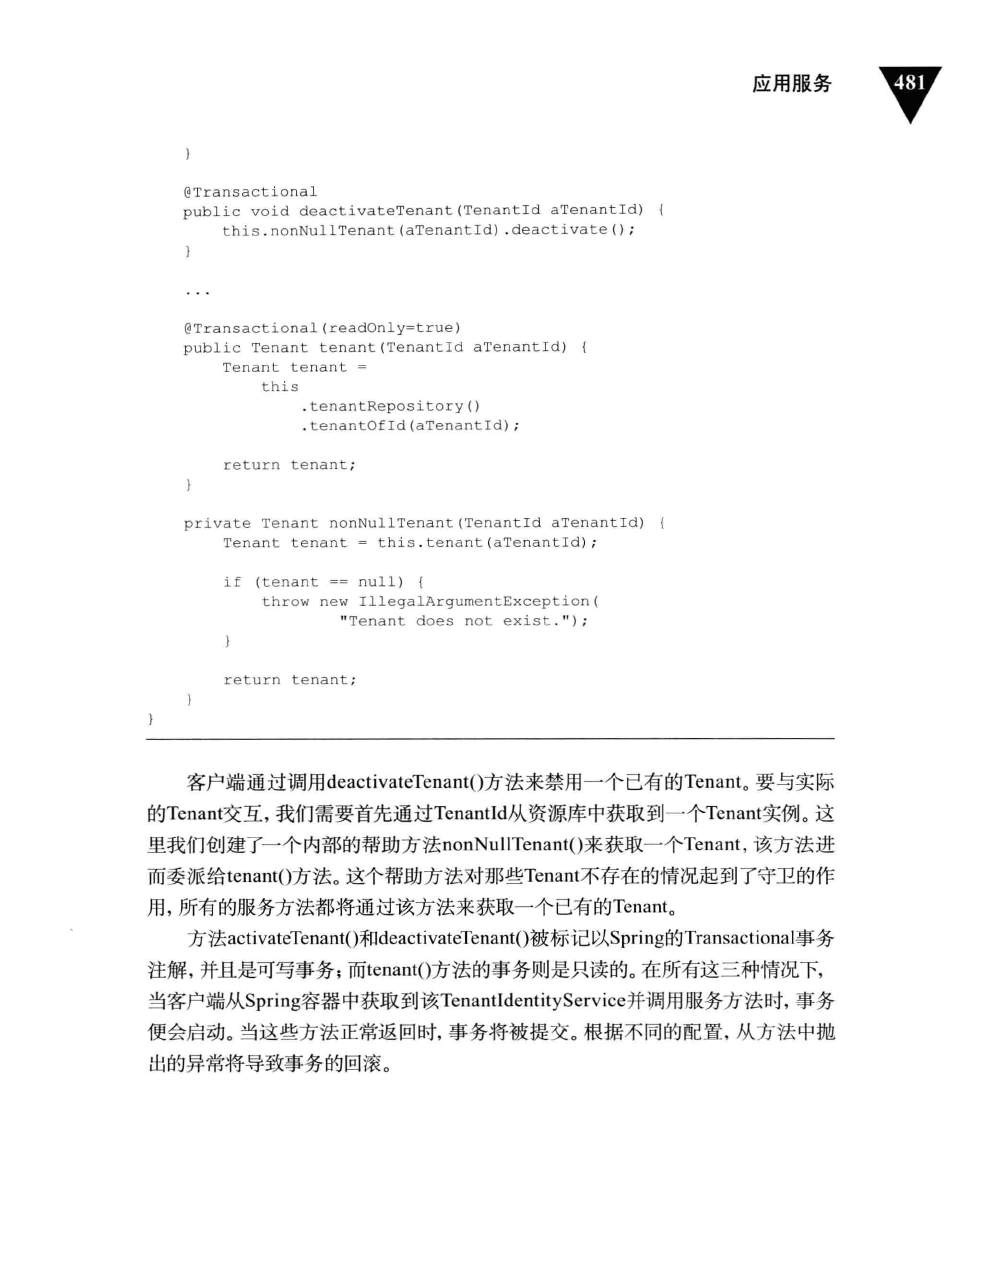 应用服务
481
}
@Transactional
public void deactivateTenant(TenantId aTenantId) {
this.nonNullTenant(aTenantId).deactivate();
}
...
@Transactional(readOnly=true)
public Tenant tenant(TenantId aTenantId) {
Tenant tenant =
this
.tenantRepository()
.tenantOfId(aTenantId);
return tenant;
}
private Tenant nonNullTenant(TenantId aTenantId) {
Tenant tenant = this.tenant(aTenantId);
if (tenant == null) {
throw new IllegalArgumentException(
"Tenant does not exist.");
}
return tenant;
}
}
客户端通过调用deactivateTenant()方法来禁用一个已有的Tenant。要与实际
的Tenant交互，我们需要首先通过TenantId从资源库中获取到一个Tenant实例。这
里我们创建了一个内部的帮助方法nonNullTenant()来获取一个Tenant，该方法进
而委派给tenant()方法。这个帮助方法对那些Tenant不存在的情况起到了守卫的作
用，所有的服务方法都将通过该方法来获取一个已有的Tenant。
方法activateTenant()和deactivateTenant()被标记以Spring的Transactional事务
注解，并且是可写事务；而tenant()方法的事务则是只读的。在所有这三种情况下，
当客户端从Spring容器中获取到该TenantIdentityService并调用服务方法时，事务
便会启动。当这些方法正常返回时，事务将被提交。根据不同的配置，从方法中抛
出的异常将导致事务的回滚。